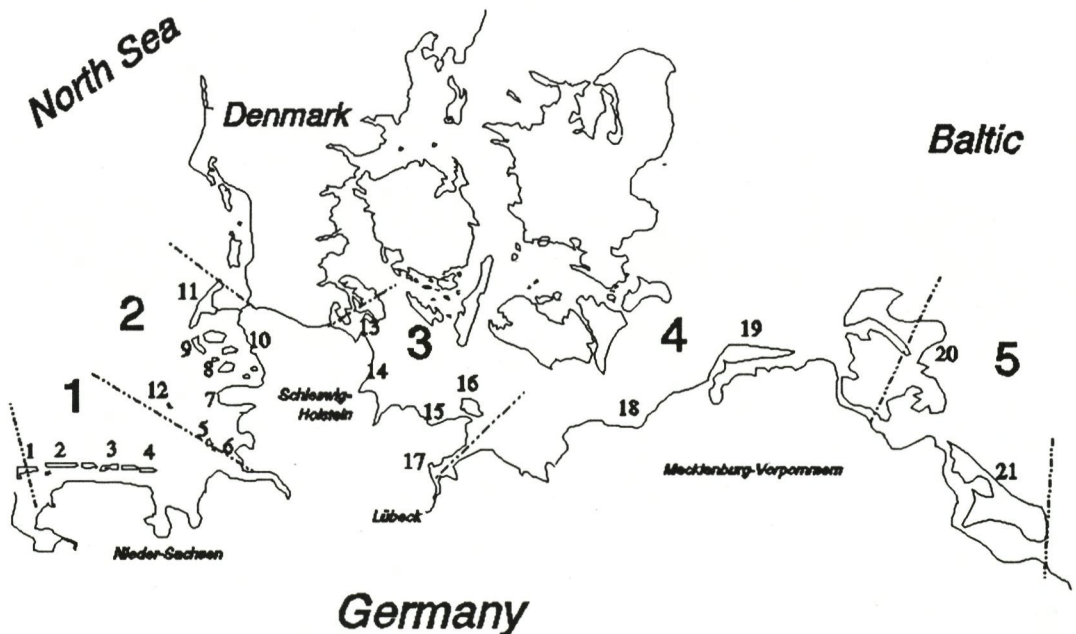 North Sea
Denmark
Baltic
11
2
10
9
8
13
3
4
19
20
5
14
16
12
7
Schleswig-
Holstein
15
18
1
5
6
1
2
3
4
17
Mecklenburg-Vorpommern
21
Lübeck
Nieder-Sachsen
Germany